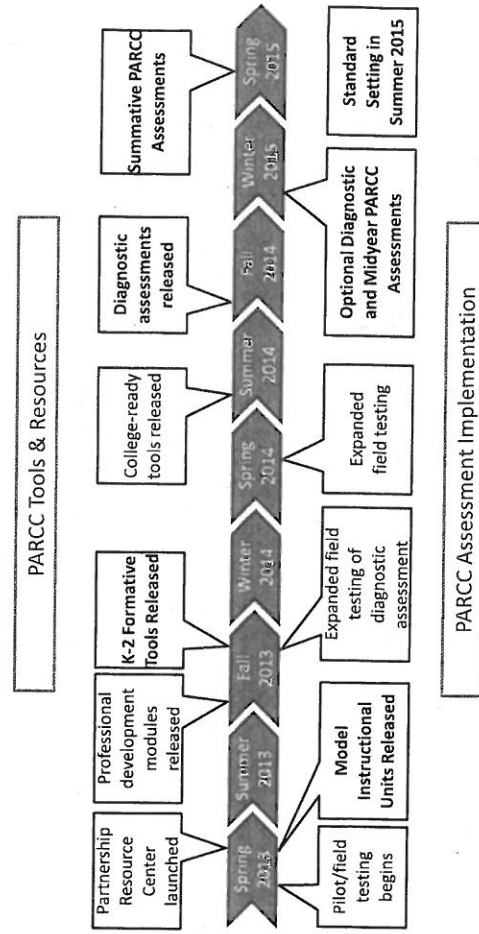 PARCC Tools & Resources
Partnership
Resource
Center
launched
Professional
development
modules
released
K-2 Formative
Tools Released
College-ready
tools released
Diagnostic
assessments
released
Summative PARCC
Assessments
Spring
2013
Summer
2013
Fall
2013
Winter
2014
Spring
2014
Summer
2014
Fall
2014
Winter
2015
Spring
2015
Pilot/field
testing
begins
Model
Instructional
Units Released
Expanded field
testing of
diagnostic
assessment
Expanded
field testing
Optional Diagnostic
and Midyear PARCC
Assessments
Standard
Setting in
Summer 2015
PARCC Assessment Implementation